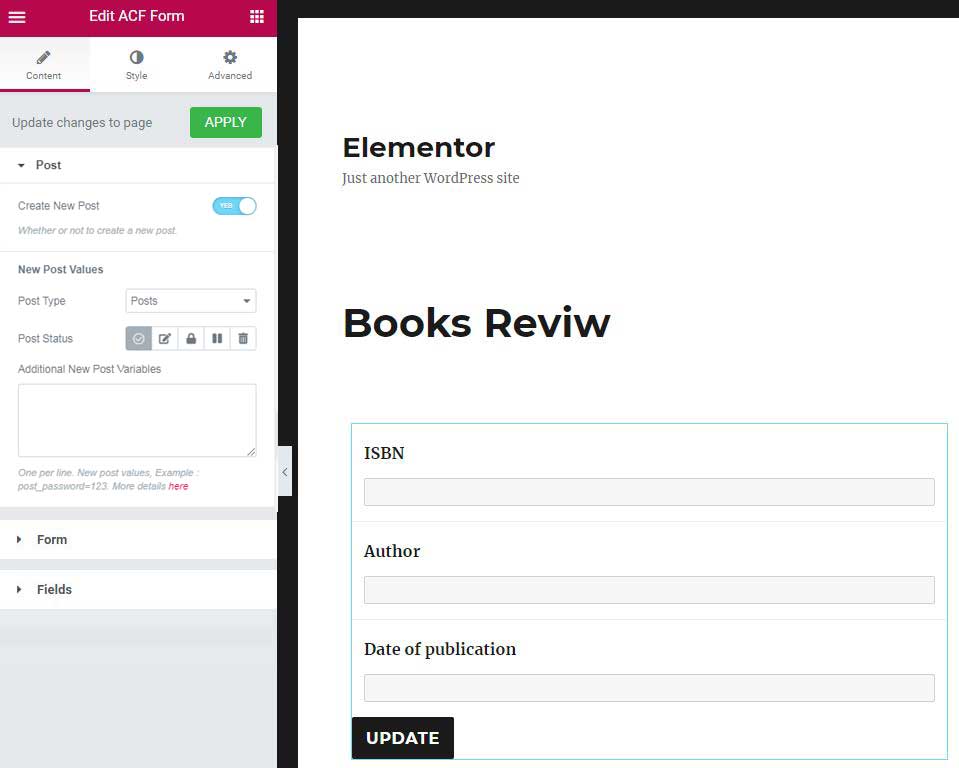 Edit ACF Form
Content
Style
Advanced
Update changes to page
APPLY
Post
Create New Post
YES
Whether or not to create a new post.
New Post Values
Post Type
Posts
Post Status
Additional New Post Variables
One per line. New post values, Example :
post_password=123. More details here
Form
Fields
Elementor
Just another WordPress site
Books Reviw
ISBN
Author
Date of publication
UPDATE